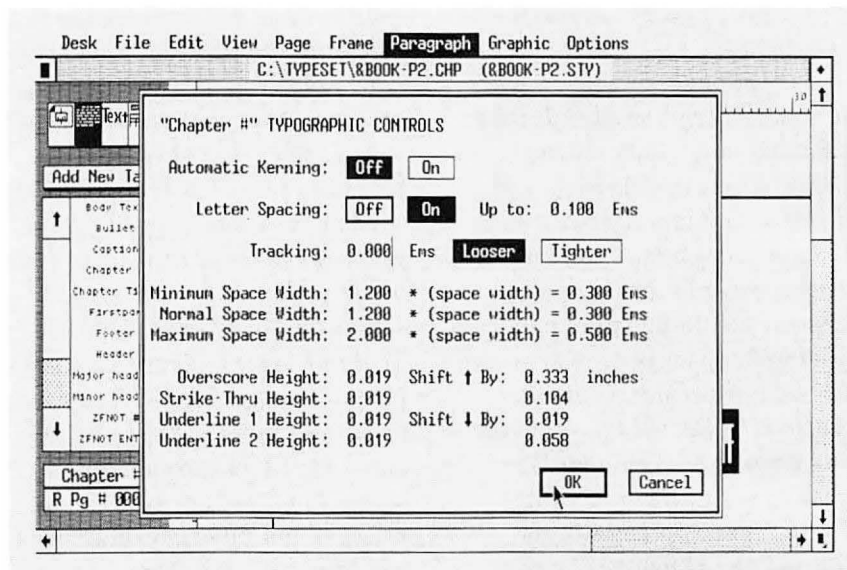 Desk File Edit View Page Frame Paragraph Graphic Options
C:\TYPESET\&BOOK-P2.CHP (&BOOK-P2.STY)
Text
Add New Ta
Body Tex
Bullet
Caption
Chapter
Chapter Ti
Firstpar
Footer
Header
Major head
Minor head
ZFNOT #
ZFNOT ENT
Chapter #
R Pg # 000
"Chapter #" TYPOGRAPHIC CONTROLS
Automatic Kerning: Off On
Letter Spacing: Off On Up to: 0.100 Ems
Tracking: 0.000 Ems Looser Tighter
Minimum Space Width: 1.200 * (space width) = 0.300 Ems
Normal Space Width: 1.200 * (space width) = 0.300 Ems
Maximum Space Width: 2.000 * (space width) = 0.500 Ems
Overscore Height: 0.019 Shift ↑ By: 0.333 inches
Strike-Thru Height: 0.019 0.104
Underline 1 Height: 0.019 Shift ↓ By: 0.019
Underline 2 Height: 0.019 0.058
OK Cancel